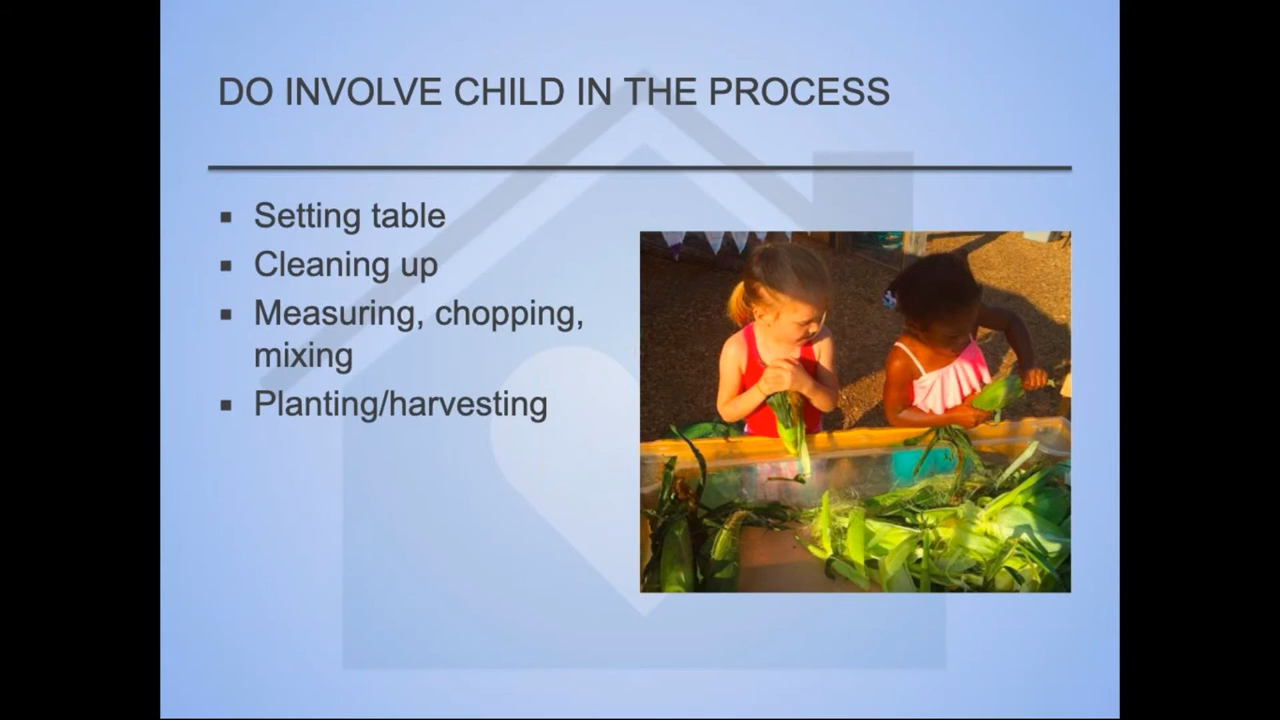 DO INVOLVE CHILD IN THE PROCESS
▪ Setting table
▪ Cleaning up
▪ Measuring, chopping,
mixing
▪ Planting/harvesting